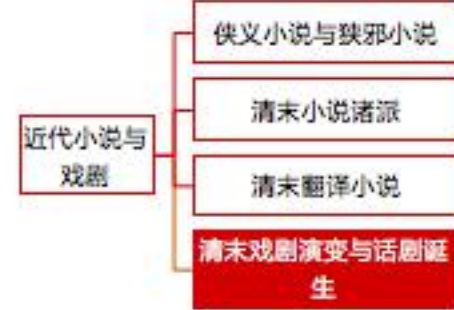 侠义小说与狭邪小说
清末小说诸派
近代小说与
戏剧
清末翻译小说
清末戏剧演变与话剧诞
生